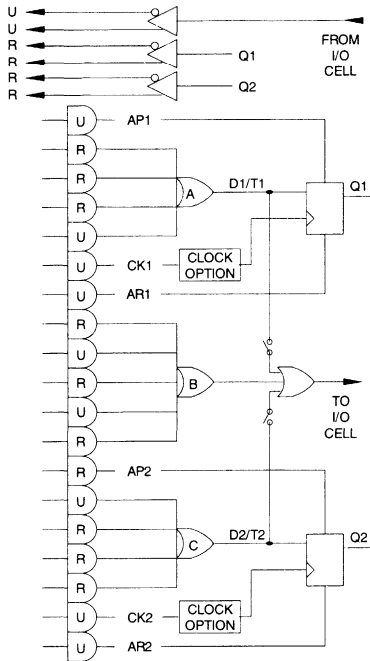 U
U
R
R
R
R
Q1
Q2
FROM
I/O
CELL
U AP1
R
R
R
U
A
D1/T1
Q1
U CK1
CLOCK
OPTION
U AR1
R
U
R
U
R
B
TO
I/O
CELL
R AP2
U
R
R
R
C
D2/T2
Q2
U CK2
CLOCK
OPTION
U AR2